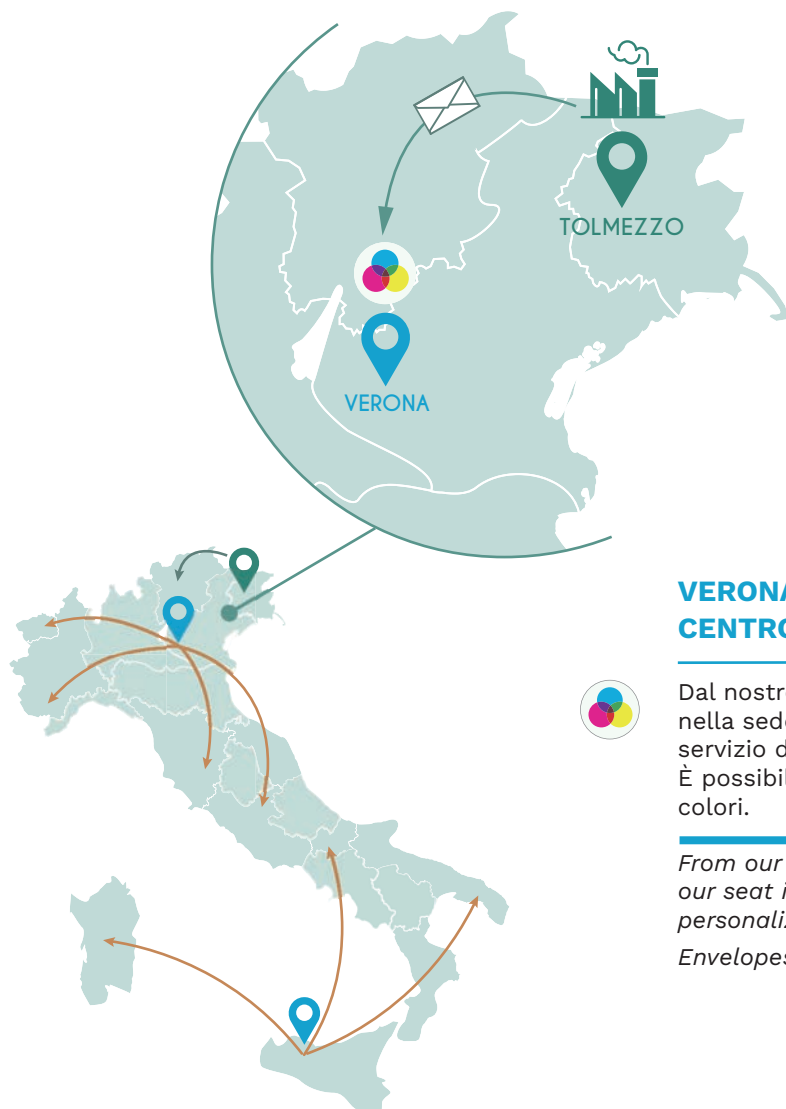 TOLMEZZO
VERONA
VERONA
CENTRO
Dal nostro
nella sede
servizio d
È possibil
colori.
From our
our seat i
personaliz
Envelopes